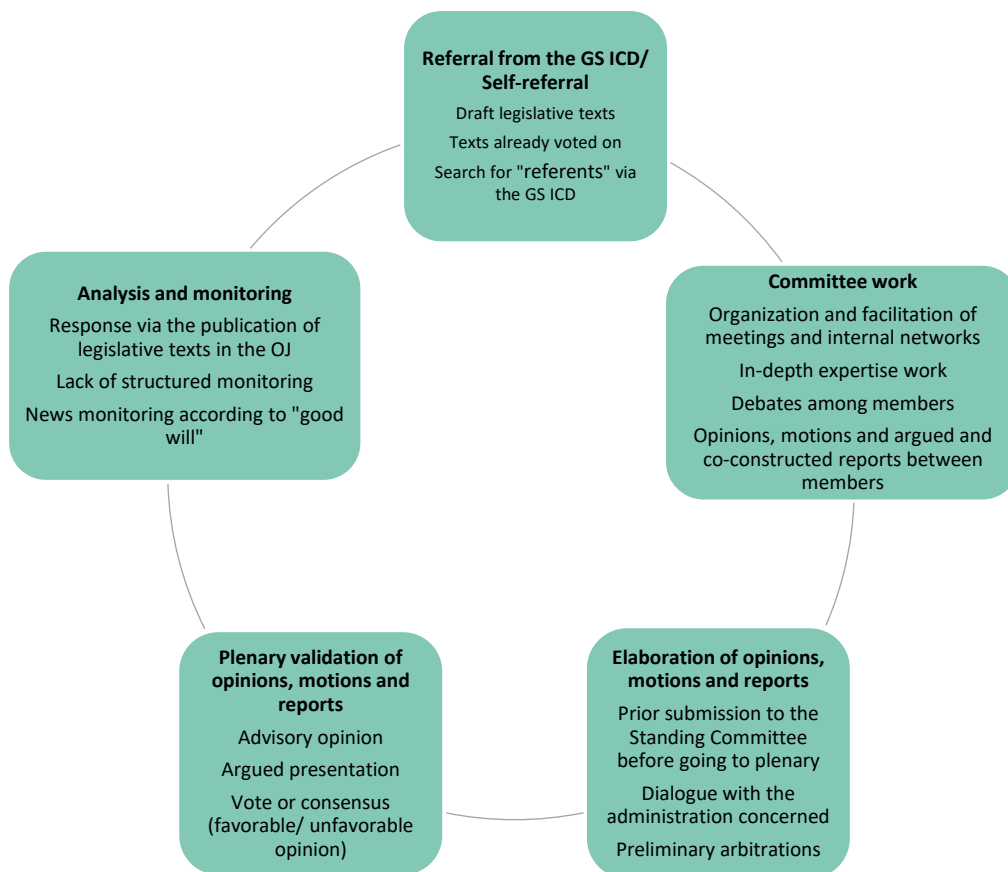 Referral from the GS ICD/
Self-referral
Draft legislative texts
Texts already voted on
Search for "referents" via
the GS ICD
Committee work
Organization and facilitation of
meetings and internal networks
In-depth expertise work
Debates among members
Opinions, motions and argued and
co-constructed reports between
members
Elaboration of opinions,
motions and reports
Prior submission to the
Standing Committee
before going to plenary
Dialogue with the
administration concerned
Preliminary arbitrations
Plenary validation of
opinions, motions and
reports
Advisory opinion
Argued presentation
Vote or consensus
(favorable/ unfavorable
opinion)
Analysis and monitoring
Response via the publication of
legislative texts in the OJ
Lack of structured monitoring
News monitoring according to "good
will"